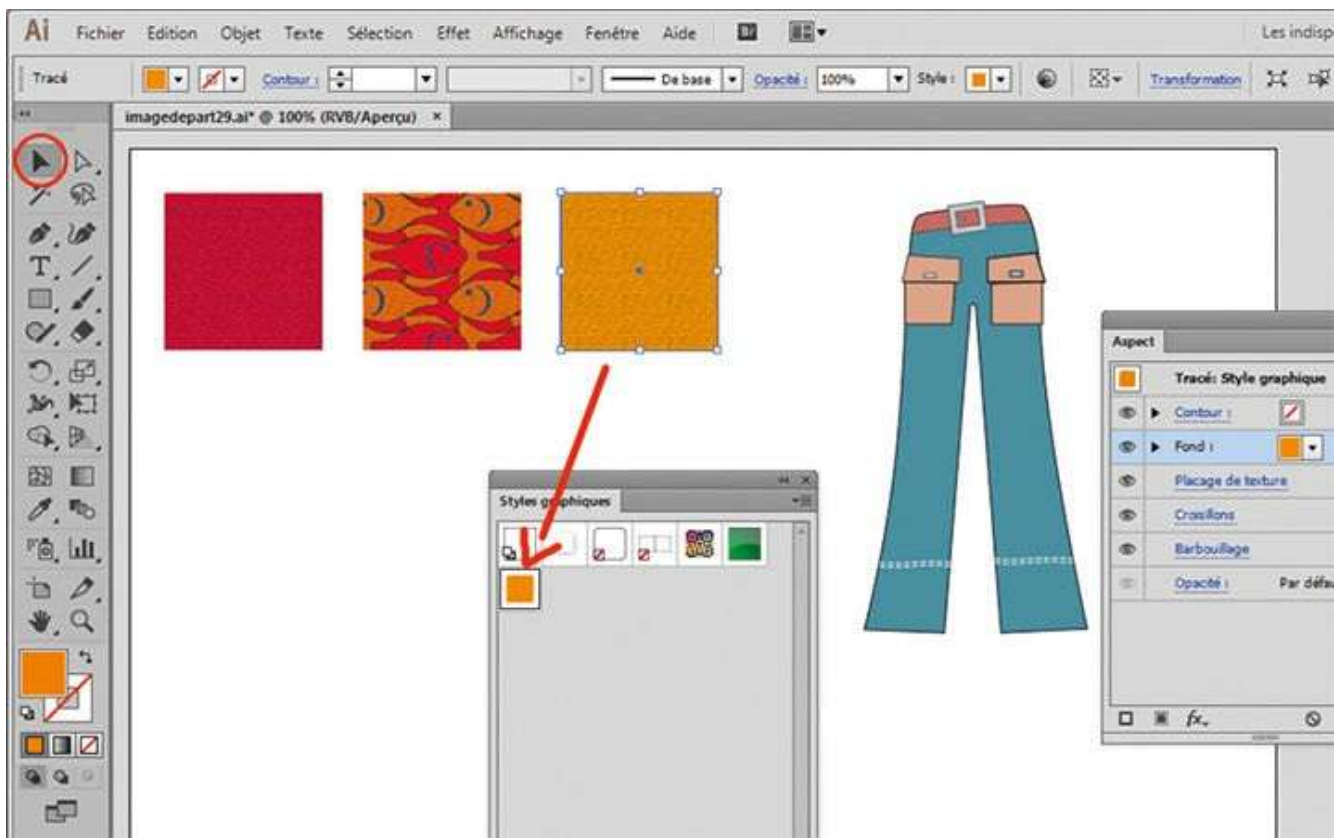 Ai Fichier Edition Objet Texte Sélection Effet Affichage Fenêtre Aide Br Les indisp
Tracé Contour : De base Opacité : 100% Style : Transformation
imagedepart29.ai* @ 100% (RVB/Aperçu) ×
Aspect
Tracé: Style graphique
Contour :
Fond :
Placage de texture
Croisillons
Barbouillage
Opacité : Par défau
fx
Styles graphiques